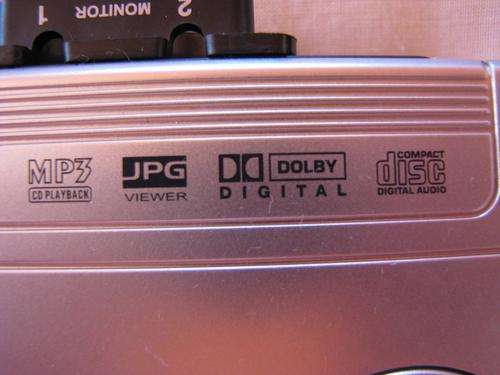 1 MONITOR 2
MP3
CD PLAYBACK
JPG
VIEWER
DOLBY
DIGITAL
COMPACT
disc
DIGITAL AUDIO